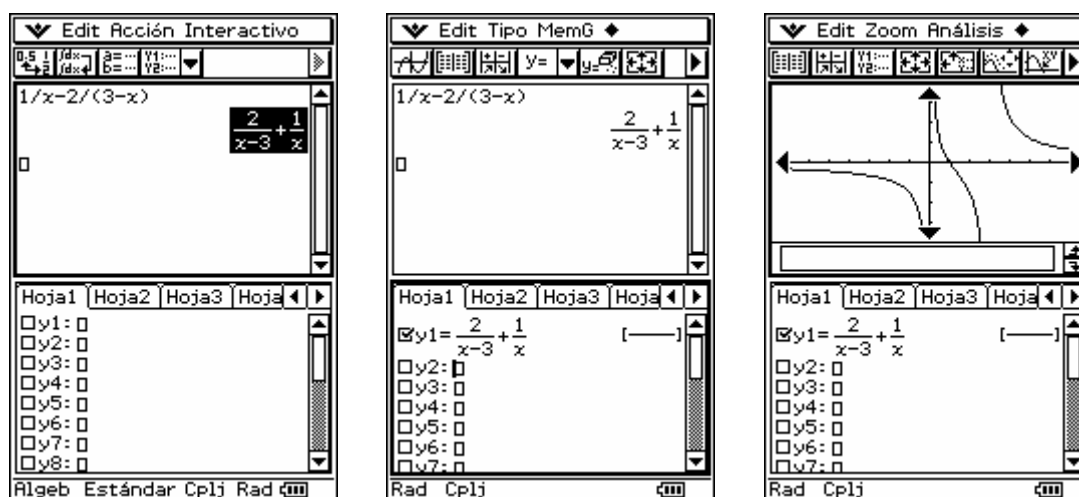 Edit Acción Interactivo
1/x-2/(3-x)
2/(x-3)+1/x
Hoja1 Hoja2 Hoja3 Hoja
y1:
y2:
y3:
y4:
y5:
y6:
y7:
y8:
Algeb Estándar Cplj Rad
Edit Tipo MemG
y=
1/x-2/(3-x)
2/(x-3)+1/x
Hoja1 Hoja2 Hoja3 Hoja
y1=2/(x-3)+1/x [—]
y2:
y3:
y4:
y5:
y6:
y7:
Rad Cplj
Edit Zoom Análisis
Hoja1 Hoja2 Hoja3 Hoja
y1=2/(x-3)+1/x [—]
y2:
y3:
y4:
y5:
y6:
y7:
Rad Cplj